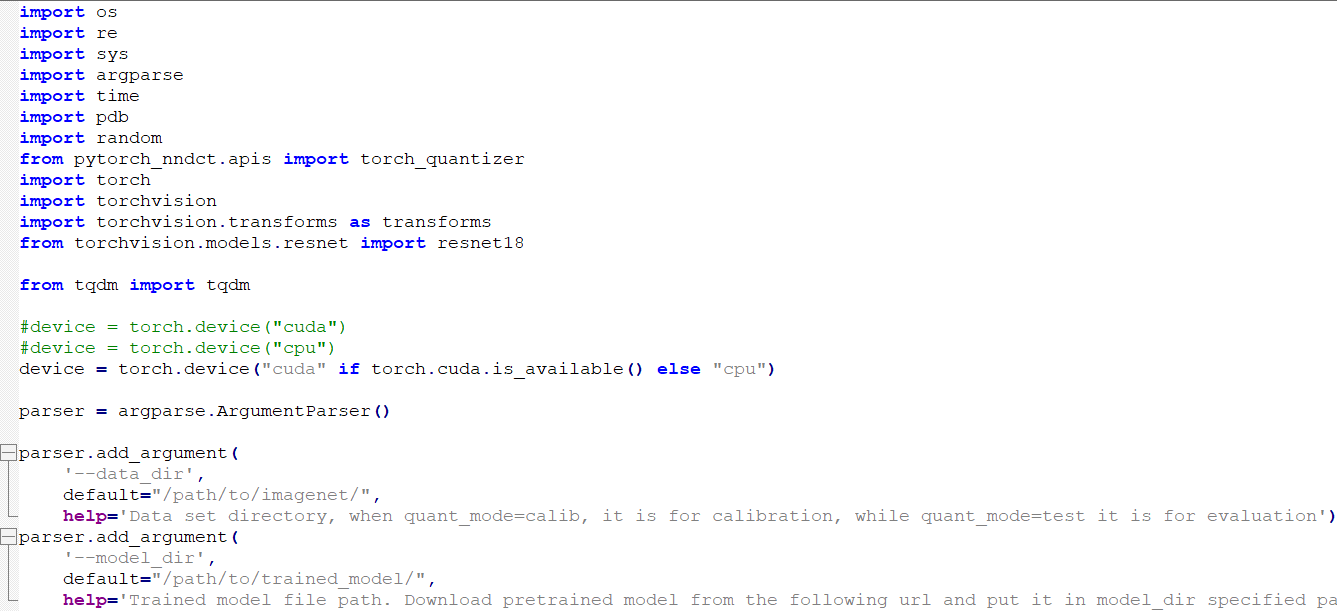 import os
import re
import sys
import argparse
import time
import pdb
import random
from pytorch_nndct.apis import torch_quantizer
import torch
import torchvision
import torchvision.transforms as transforms
from torchvision.models.resnet import resnet18
from tqdm import tqdm
#device = torch.device("cuda")
#device = torch.device("cpu")
device = torch.device("cuda" if torch.cuda.is_available() else "cpu")
parser = argparse.ArgumentParser()
parser.add_argument(
    '--data_dir',
    default="/path/to/imagenet/",
    help='Data set directory, when quant_mode=calib, it is for calibration, while quant_mode=test it is for evaluation')
parser.add_argument(
    '--model_dir',
    default="/path/to/trained_model/",
    help='Trained model file path. Download pretrained model from the following url and put it in model_dir specified pa